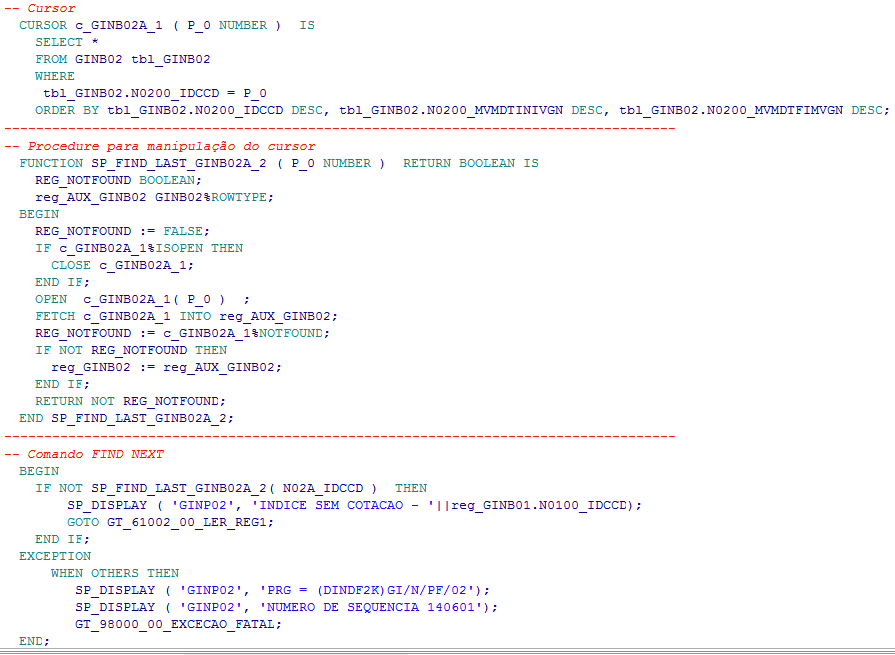 -- Cursor
CURSOR c_GINB02A_1 ( P_0 NUMBER )  IS
SELECT *
FROM GINB02 tbl_GINB02
WHERE
tbl_GINB02.N0200_IDCCD = P_0
ORDER BY tbl_GINB02.N0200_IDCCD DESC, tbl_GINB02.N0200_MVMDTINIVGN DESC, tbl_GINB02.N0200_MVMDTFIMVGN DESC;
------------------------------------------------------------------------------------
-- Procedure para manipulação do cursor
FUNCTION SP_FIND_LAST_GINB02A_2 ( P_0 NUMBER )  RETURN BOOLEAN IS
REG_NOTFOUND BOOLEAN;
reg_AUX_GINB02 GINB02%ROWTYPE;
BEGIN
REG_NOTFOUND := FALSE;
IF c_GINB02A_1%ISOPEN THEN
CLOSE c_GINB02A_1;
END IF;
OPEN  c_GINB02A_1( P_0 )  ;
FETCH c_GINB02A_1 INTO reg_AUX_GINB02;
REG_NOTFOUND := c_GINB02A_1%NOTFOUND;
IF NOT REG_NOTFOUND THEN
reg_GINB02 := reg_AUX_GINB02;
END IF;
RETURN NOT REG_NOTFOUND;
END SP_FIND_LAST_GINB02A_2;
------------------------------------------------------------------------------------
-- Comando FIND NEXT
BEGIN
IF NOT SP_FIND_LAST_GINB02A_2( N02A_IDCCD )  THEN
SP_DISPLAY ( 'GINP02', 'INDICE SEM COTACAO - '||reg_GINB01.N0100_IDCCD);
GOTO GT_61002_00_LER_REG1;
END IF;
EXCEPTION
WHEN OTHERS THEN
SP_DISPLAY ( 'GINP02', 'PRG = (DINDF2K)GI/N/PF/02');
SP_DISPLAY ( 'GINP02', 'NUMERO DE SEQUENCIA 140601');
GT_98000_00_EXCECAO_FATAL;
END;